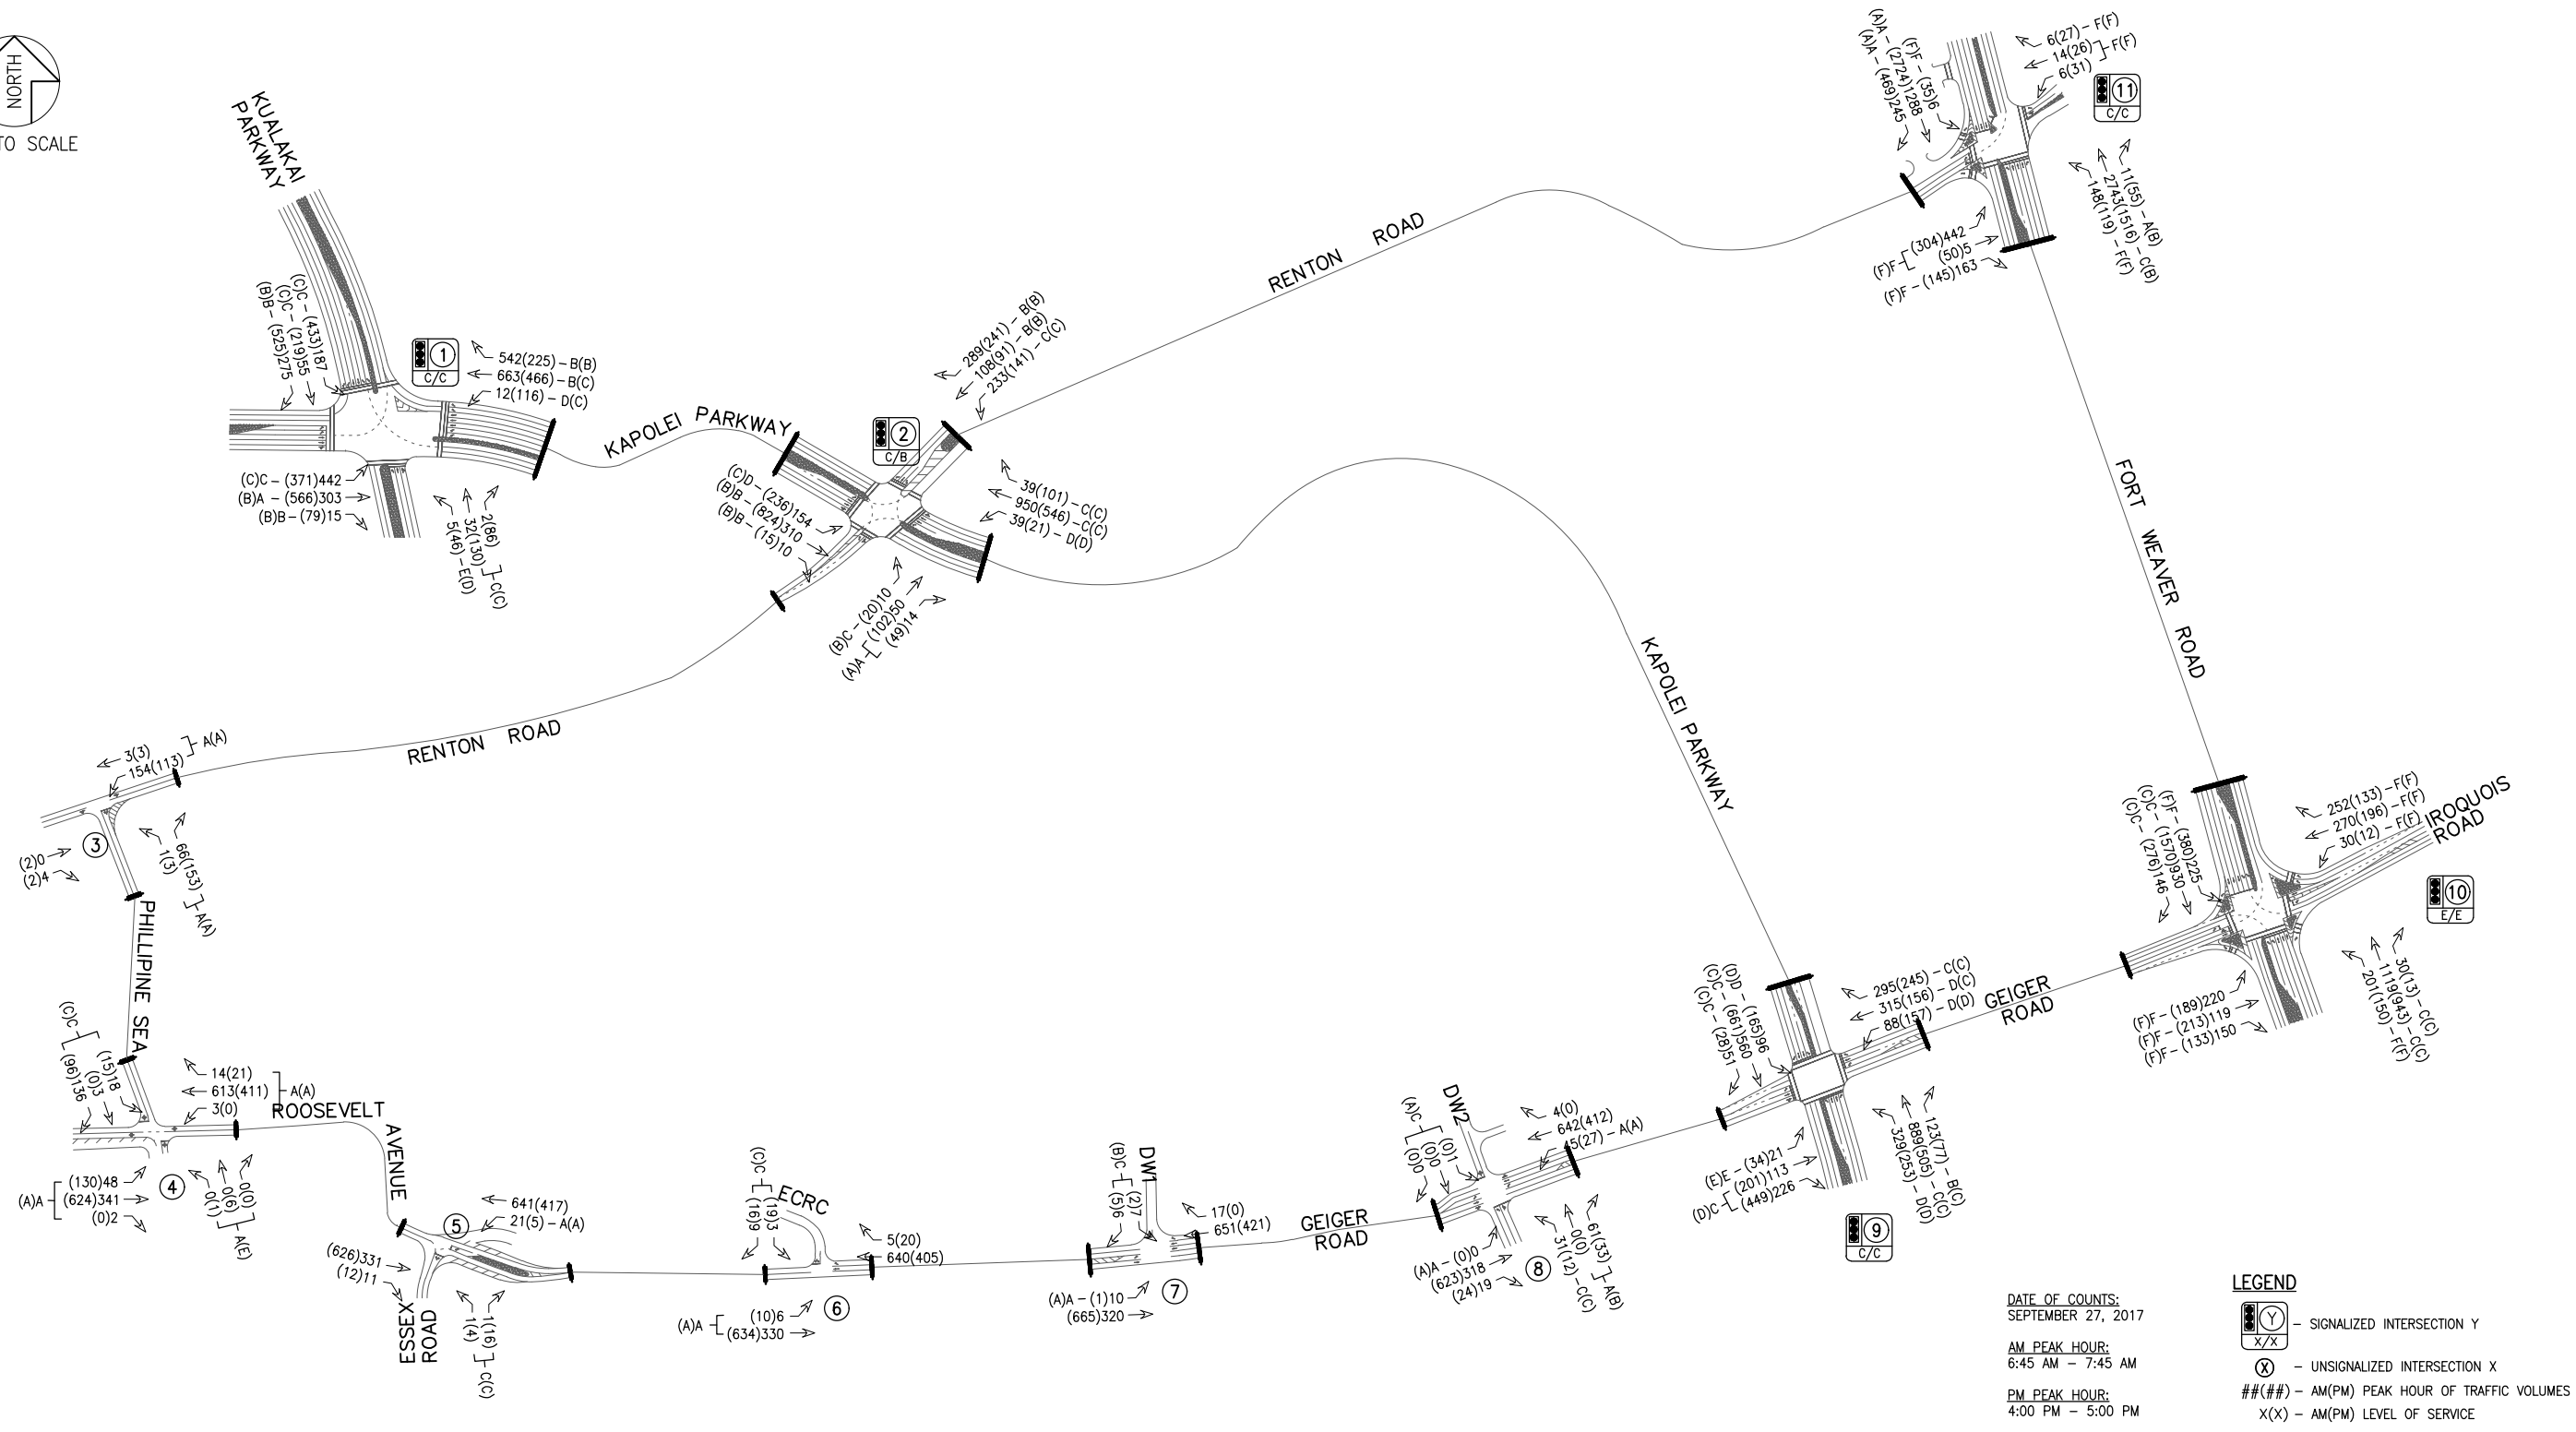 NORTH
TO SCALE
KUALAKAI
PARKWAY
(C)C – (433)187
(C)C – (219)55
(B)B – (525)275
1
C/C
542(225) – B(B)
663(466) – B(C)
12(116) – D(C)
(C)C – (371)442
(B)A – (566)303
(B)B – (79)15
2(86)
32(130)
C(C)
5(46) – E(D)
KAPOLEI PARKWAY
2
C/B
289(241) – B(B)
108(91) – B(B)
233(141) – C(C)
(C)D – (236)154
(B)B – (824)310
(B)B – (15)10
39(101) – C(C)
950(546) – C(C)
39(21) – D(D)
(B)C – (20)10
(A)A
(102)50
(49)14
RENTON ROAD
(F)F – (35)6
(A)A – (2724)1288
(A)A – (469)245
6(27) – F(F)
14(26)
F(F)
6(31)
11
C/C
11(55) – A(B)
2743(1516) – C(B)
148(119) – F(F)
(F)F
(304)442
(50)5
(F)F – (145)163
FORT WEAVER ROAD
KAPOLEI PARKWAY
RENTON ROAD
3(3)
A(A)
154(113)
3
(2)0
(2)4
66(153)
1(3)
A(A)
PHILLIPINE SEA
(C)C
(15)18
(0)3
(96)136
14(21)
613(411)
A(A)
3(0)
(A)A
(130)48
(624)341
(0)2
4
0(0)
0(6)
0(1)
A(E)
ROOSEVELT
AVENUE
5
641(417)
21(5) – A(A)
(626)331
(12)11
ESSEX
ROAD
1(16)
1(4)
C(C)
(C)C
(19)3
(16)9
ECRC
5(20)
640(405)
(A)A
(10)6
(634)330
6
(B)C
(2)7
(5)6
DW1
17(0)
651(421)
(A)A – (1)10
(665)320
7
GEIGER
ROAD
(A)C
(0)1
(0)0
(0)0
DW2
4(0)
642(412)
45(27) – A(A)
(A)A – (0)0
(623)318
(24)19
8
61(33)
0(0)
A(B)
31(12) – C(C)
(D)D – (165)96
(C)C – (661)560
(C)C – (28)51
295(245) – C(C)
315(156) – D(C)
88(157) – D(D)
(E)E – (34)21
(D)C
(201)113
(449)226
123(77) – B(C)
889(505) – C(C)
329(253) – D(D)
9
C/C
GEIGER
ROAD
(F)F – (380)225
(C)C – (1570)930
(C)C – (276)146
252(133) – F(F)
270(196) – F(F)
30(12) – F(F)
IROQUOIS
ROAD
10
E/E
(F)F – (189)220
(F)F – (213)119
(F)F – (133)150
30(13) – C(C)
1119(943) – C(C)
201(150) – F(F)
DATE OF COUNTS:
SEPTEMBER 27, 2017
AM PEAK HOUR:
6:45 AM – 7:45 AM
PM PEAK HOUR:
4:00 PM – 5:00 PM
LEGEND
Y
X/X
– SIGNALIZED INTERSECTION Y
X – UNSIGNALIZED INTERSECTION X
##(##) – AM(PM) PEAK HOUR OF TRAFFIC VOLUMES
X(X) – AM(PM) LEVEL OF SERVICE